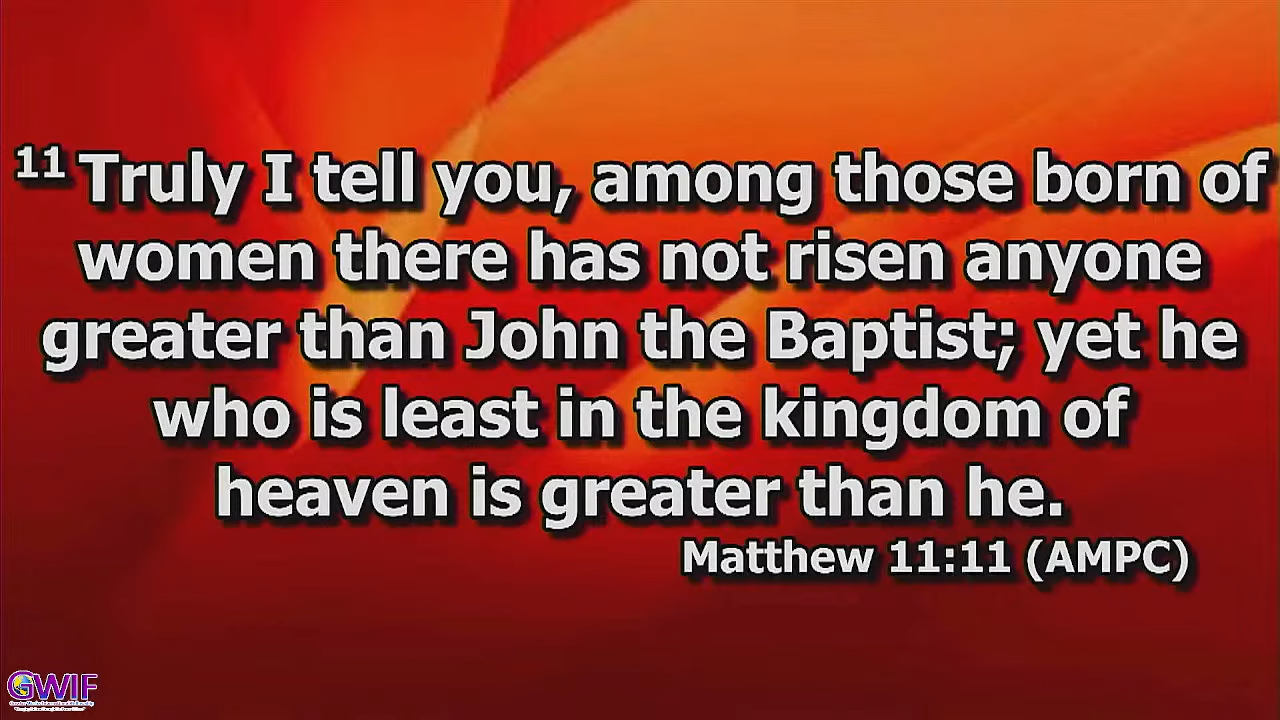 11 Truly I tell you, among those born of
women there has not risen anyone
greater than John the Baptist; yet he
who is least in the kingdom of
heaven is greater than he.
Matthew 11:11 (AMPC)
GWIF